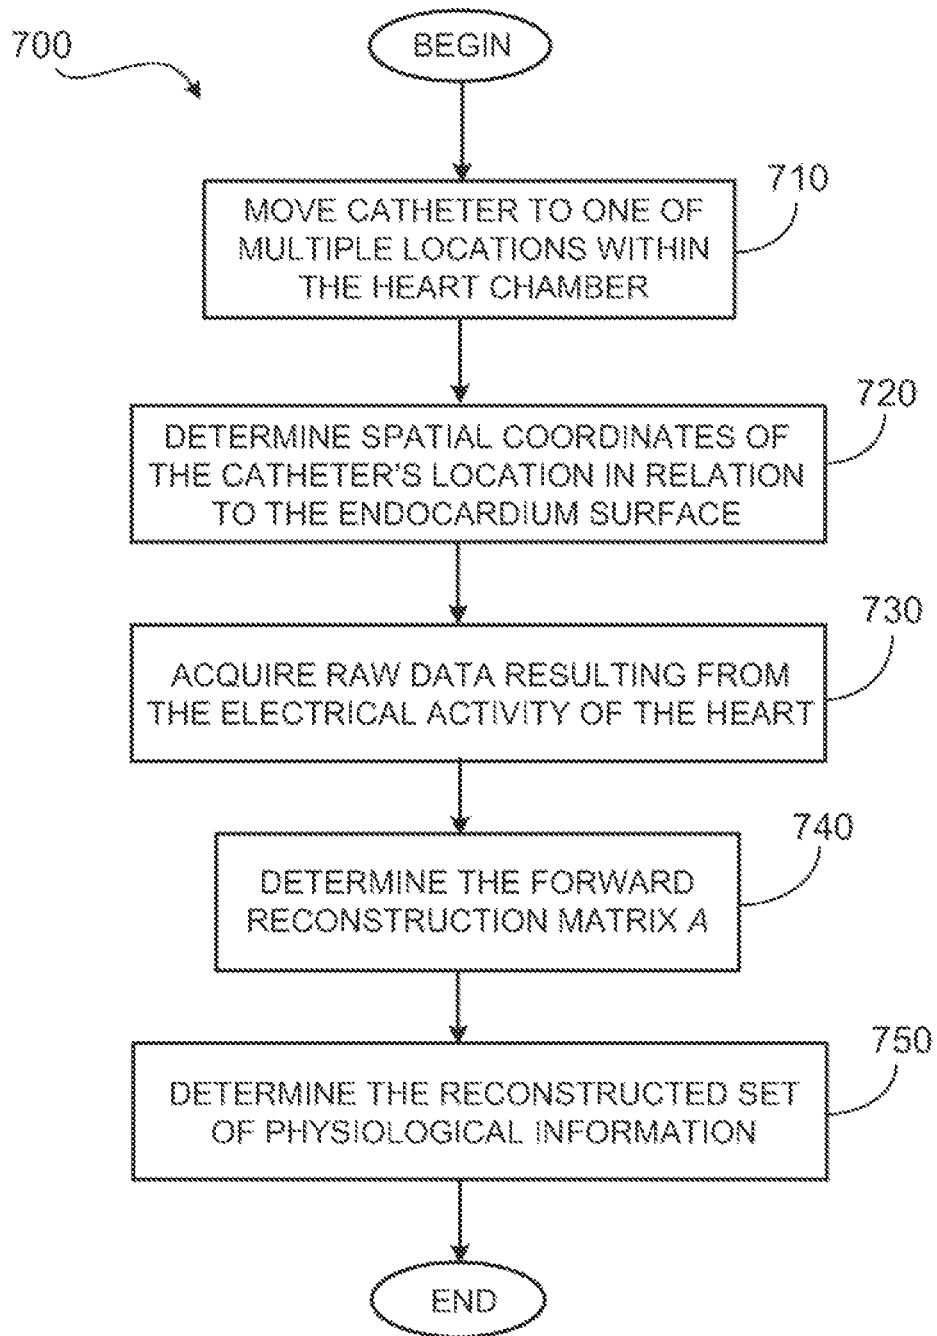 700
BEGIN
710
MOVE CATHETER TO ONE OF
MULTIPLE LOCATIONS WITHIN
THE HEART CHAMBER
720
DETERMINE SPATIAL COORDINATES OF
THE CATHETER'S LOCATION IN RELATION
TO THE ENDOCARDIUM SURFACE
730
ACQUIRE RAW DATA RESULTING FROM
THE ELECTRICAL ACTIVITY OF THE HEART
740
DETERMINE THE FORWARD
RECONSTRUCTION MATRIX A
750
DETERMINE THE RECONSTRUCTED SET
OF PHYSIOLOGICAL INFORMATION
END